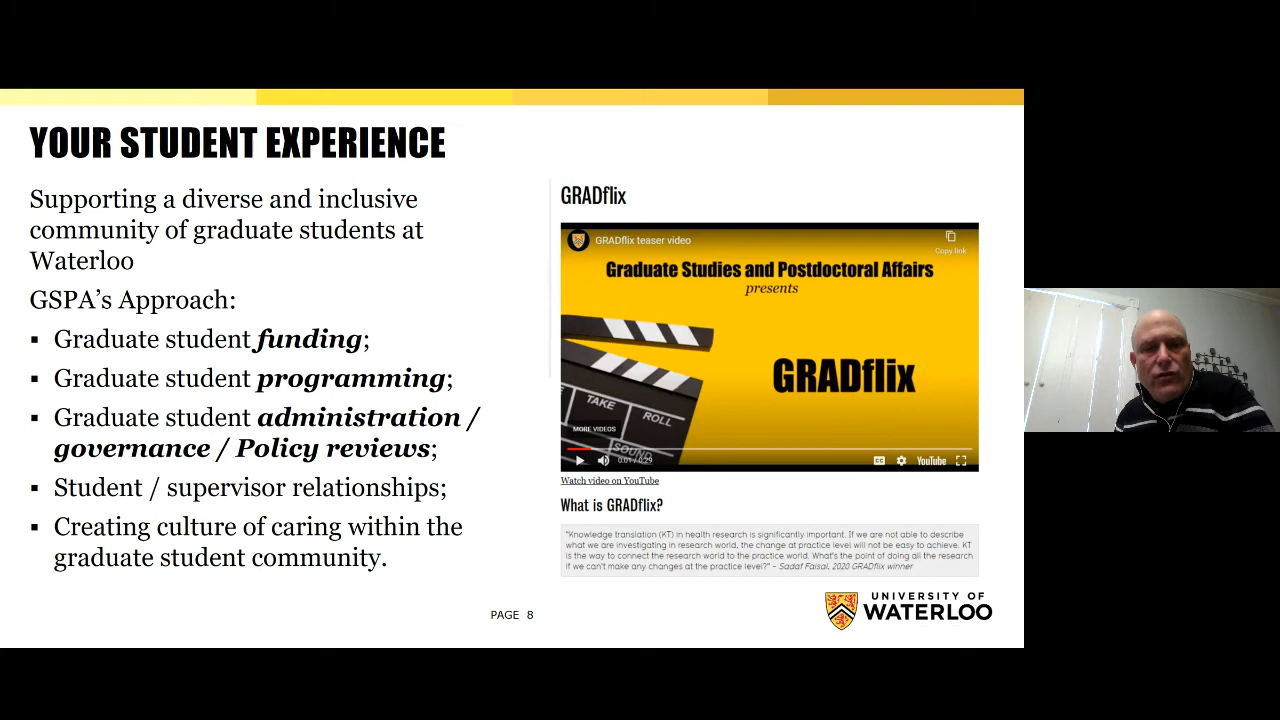 YOUR STUDENT EXPERIENCE
Supporting a diverse and inclusive
community of graduate students at
Waterloo
GSPA’s Approach:
▪ Graduate student funding;
▪ Graduate student programming;
▪ Graduate student administration /
governance / Policy reviews;
▪ Student / supervisor relationships;
▪ Creating culture of caring within the
graduate student community.
GRADflix
GRADflix teaser video
Copy link
Graduate Studies and Postdoctoral Affairs
presents
GRADflix
TAKE
ROLL
SOUND
MORE VIDEOS
0:01 / 0:29
CC
YouTube
Watch video on YouTube
What is GRADflix?
"Knowledge translation (KT) in health research is significantly important. If we are not able to describe
what we are investigating in research world, the change at practice level will not be easy to achieve. KT
is the way to connect the research world to the practice world. What's the point of doing all the research
if we can't make any changes at the practice level?" – Sadaf Faisal, 2020 GRADflix winner
PAGE 8
UNIVERSITY OF
WATERLOO